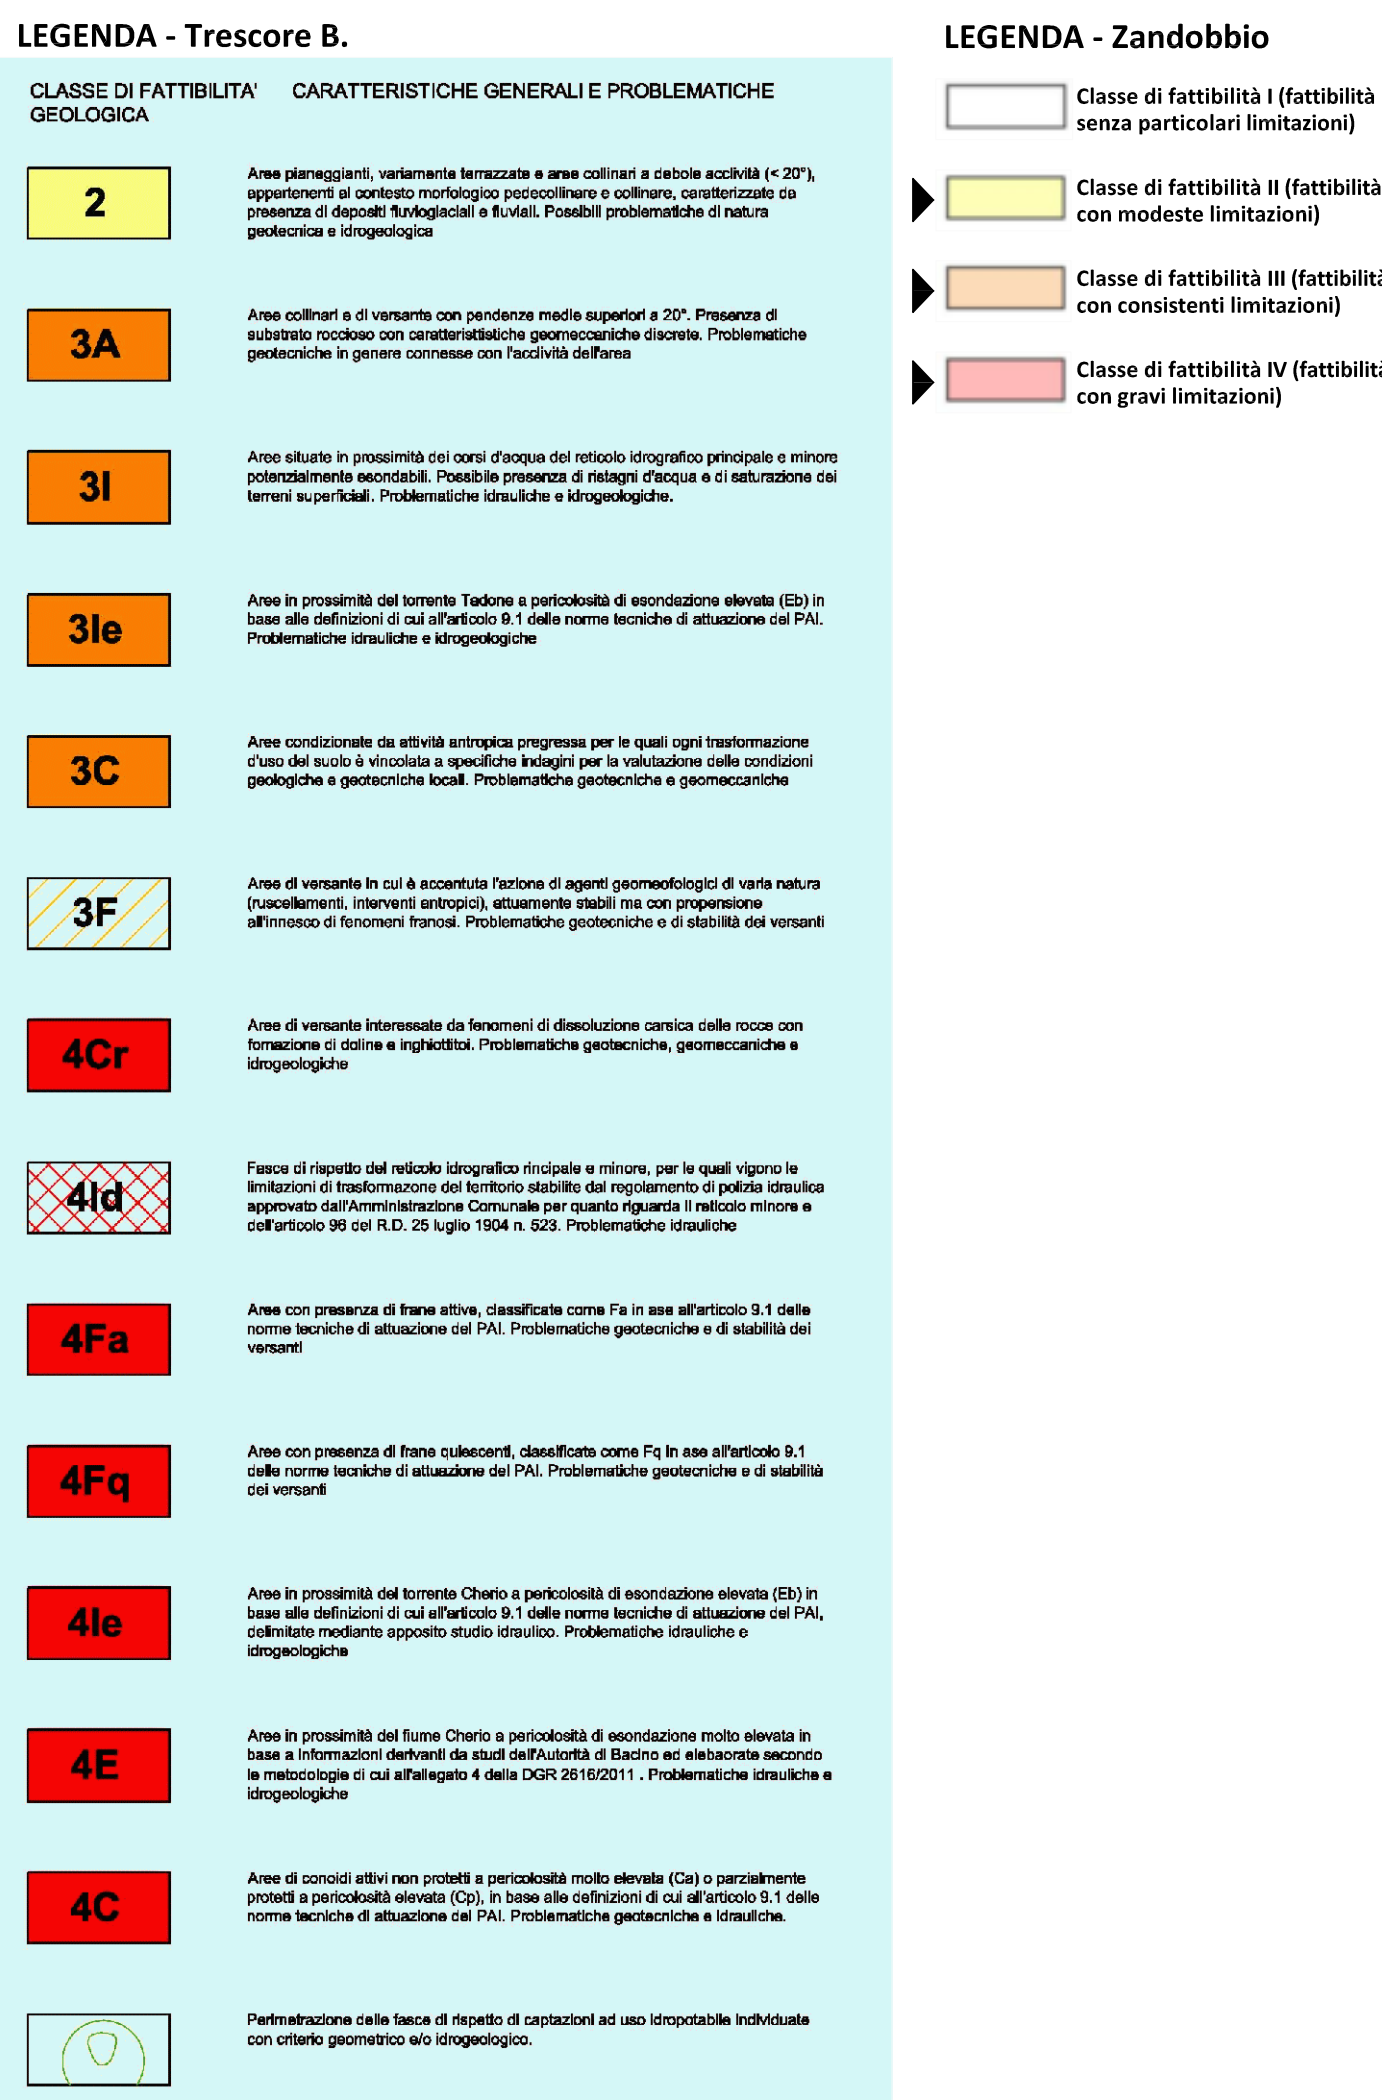 LEGENDA - Trescore B.
CLASSE DI FATTIBILITA'
GEOLOGICA
CARATTERISTICHE GENERALI E PROBLEMATICHE
2
Aree pianeggianti, variamente terrazzate e aree collinari a debole acclività (< 20°),
appartenenti al contesto morfologico pedecollinare e collinare, caratterizzate da
presenza di depositi fluvioglaciali e fluviali. Possibili problematiche di natura
geotecnica e idrogeologica
3A
Aree collinari e di versante con pendenze medie superiori a 20°. Presenza di
substrato roccioso con caratterististiche geomeccaniche discrete. Problematiche
geotecniche in genere connesse con l'acclività dell'area
3I
Aree situate in prossimità dei corsi d'acqua del reticolo idrografico principale e minore
potenzialmente esondabili. Possibile presenza di ristagni d'acqua e di saturazione dei
terreni superficiali. Problematiche idrauliche e idrogeologiche.
3Ie
Aree in prossimità del torrente Tadone a pericolosità di esondazione elevata (Eb) in
base alle definizioni di cui all'articolo 9.1 delle norme tecniche di attuazione del PAI.
Problematiche idrauliche e idrogeologiche
3C
Aree condizionate da attività antropica pregressa per le quali ogni trasformazione
d'uso del suolo è vincolata a specifiche indagini per la valutazione delle condizioni
geologiche e geotecniche locali. Problematiche geotecniche e geomeccaniche
3F
Aree di versante in cui è accentuta l'azione di agenti geomeofologici di varia natura
(ruscellamenti, interventi antropici), attuamente stabili ma con propensione
all'innesco di fenomeni franosi. Problematiche geotecniche e di stabilità dei versanti
4Cr
Aree di versante interessate da fenomeni di dissoluzione carsica delle rocce con
fomazione di doline e inghiottitoi. Problematiche geotecniche, geomeccaniche e
idrogeologiche
4Id
Fasce di rispetto del reticolo idrografico rincipale e minore, per le quali vigono le
limitazioni di trasformazone del territorio stabilite dal regolamento di polizia idraulica
approvato dall'Amministrazione Comunale per quanto riguarda il reticolo minore e
dell'articolo 96 del R.D. 25 luglio 1904 n. 523. Problematiche idrauliche
4Fa
Aree con presenza di frane attive, classificate come Fa in ase all'articolo 9.1 delle
norme tecniche di attuazione del PAI. Problematiche geotecniche e di stabilità dei
versanti
4Fq
Aree con presenza di frane quiescenti, classificate come Fq in ase all'articolo 9.1
delle norme tecniche di attuazione del PAI. Problematiche geotecniche e di stabilità
dei versanti
4Ie
Aree in prossimità del torrente Cherio a pericolosità di esondazione elevata (Eb) in
base alle definizioni di cui all'articolo 9.1 delle norme tecniche di attuazione del PAI,
delimitate mediante apposito studio idraulico. Problematiche idrauliche e
idrogeologiche
4E
Aree in prossimità del fiume Cherio a pericolosità di esondazione molto elevata in
base a informazioni derivanti da studi dell'Autorità di Bacino ed elebaorate secondo
le metodologie di cui all'allegato 4 della DGR 2616/2011 . Problematiche idrauliche e
idrogeologiche
4C
Aree di conoidi attivi non protetti a pericolosità molto elevata (Ca) o parzialmente
protetti a pericolosità elevata (Cp), in base alle definizioni di cui all'articolo 9.1 delle
norme tecniche di attuazione del PAI. Problematiche geotecniche e idrauliche.
Perimetrazione delle fasce di rispetto di captazioni ad uso idropotabile individuate
con criterio geometrico e/o idrogeologico.
LEGENDA - Zandobbio
Classe di fattibilità I (fattibilità
senza particolari limitazioni)
Classe di fattibilità II (fattibilità
con modeste limitazioni)
Classe di fattibilità III (fattibilità
con consistenti limitazioni)
Classe di fattibilità IV (fattibilità
con gravi limitazioni)